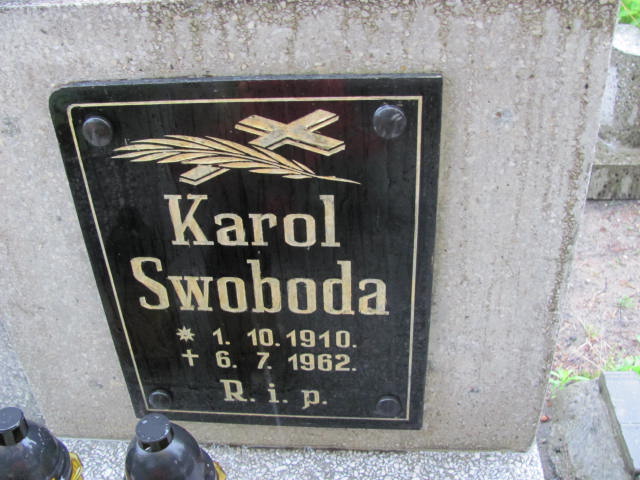 Karol
Swoboda
* 1. 10. 1910.
† 6. 7. 1962.
R. i. p.